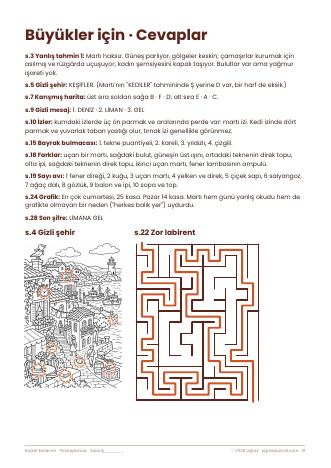 Büyükler için · Cevaplar
s.3 Yanlış tahmin 1: Martı haksız. Güneş parlıyor, gölgeler keskin; çamaşırlar kurumak için
asılmış ve rüzgârda uçuşuyor; kadın şemsiyesini kapalı taşıyor. Bulutlar var ama yağmur
işareti yok.
s.5 Gizli şehir: KEŞİFLER. (Martı'nın "KEDİLER" tahmininde Ş yerine D var, bir harf de eksik.)
s.7 Karışmış harita: üst sıra soldan sağa B · F · D; alt sıra E · A · C.
s.9 Gizli mesaj: 1. DENİZ · 2. LİMAN · 3. GEL
s.10 İzler: kumdaki izlerde üç ön parmak ve aralarında perde var: martı izi. Kedi izinde dört
parmak ve yuvarlak taban yastığı olur, tırnak izi genellikle görünmez.
s.15 Bayrak bulmacası: 1. tekne puantiyeli, 2. kareli, 3. yıldızlı, 4. çizgili.
s.18 Farklar: uçan bir martı, sağdaki bulut, güneşin üst ışını, ortadaki teknenin direk topu,
olta ipi, sağdaki teknenin direk topu, ikinci uçan martı, fener lambasının ampulü.
s.19 Sayı avı: 1 fener direği, 2 kuğu, 3 uçan martı, 4 yelken ve direk, 5 çiçek sapı, 6 salyangoz,
7 ağaç dalı, 8 gözlük, 9 balon ve ipi, 10 sopa ve top.
s.24 Grafik: En çok cumartesi, 25 kasa. Pazar 14 kasa. Martı hem günü yanlış okudu hem de
grafikte olmayan bir neden ("herkes balık yer") uydurdu.
s.28 Son şifre: LİMANA GEL
s.4 Gizli şehir
s.22 Zor labirent